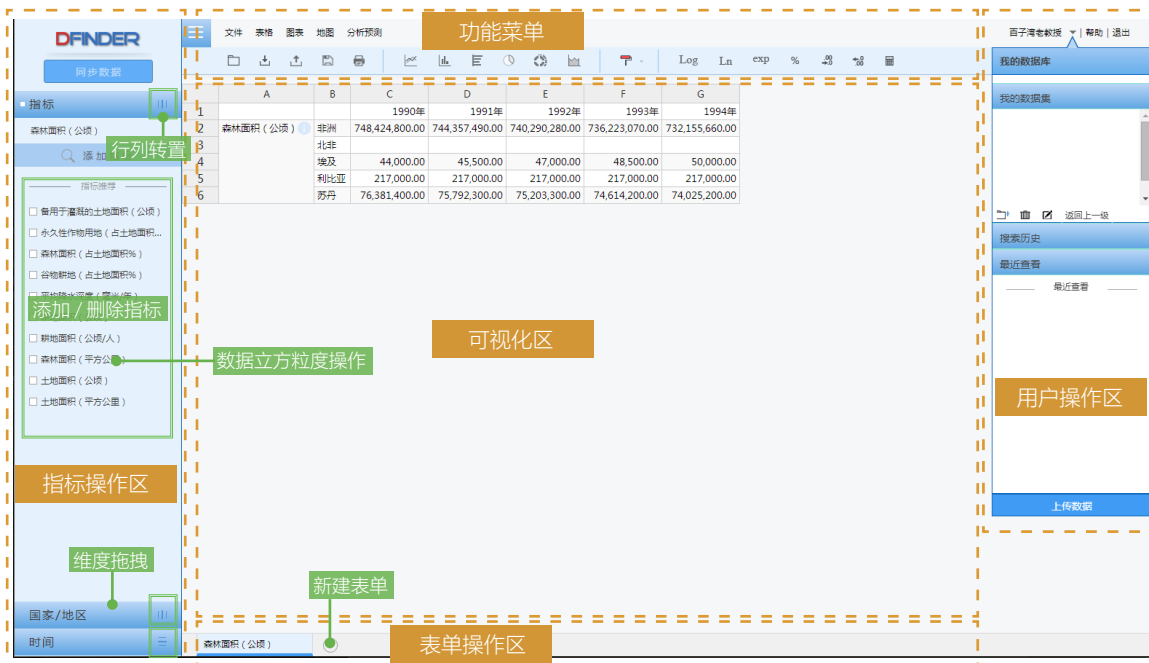 DFINDER
同步数据
指标
森林面积（公顷）
添加
行列转置
指标推荐
备用于灌溉的土地面积（公顷）
永久性作物用地（占土地面积...
森林面积（占土地面积%）
谷物耕地（占土地面积%）
添加 / 删除指标
耕地面积（公顷/人）
森林面积（平方公
土地面积（公顷）
土地面积（平方公里）
指标操作区
维度拖拽
国家/地区
时间
文件 表格 图表 地图 分析预测
功能菜单
Log Ln exp %
A B C D E F G
1 1990年 1991年 1992年 1993年 1994年
2 森林面积（公顷） 非洲 748,424,800.00 744,357,490.00 740,290,280.00 736,223,070.00 732,155,660.00
3 北非
4 埃及 44,000.00 45,500.00 47,000.00 48,500.00 50,000.00
5 利比亚 217,000.00 217,000.00 217,000.00 217,000.00 217,000.00
6 苏丹 76,381,400.00 75,792,300.00 75,203,300.00 74,614,200.00 74,025,200.00
可视化区
数据立方粒度操作
新建表单
森林面积（公顷）
表单操作区
百子湾老教授 | 帮助 | 退出
我的数据库
我的数据集
返回上一级
搜索历史
最近查看
最近查看
用户操作区
上传数据